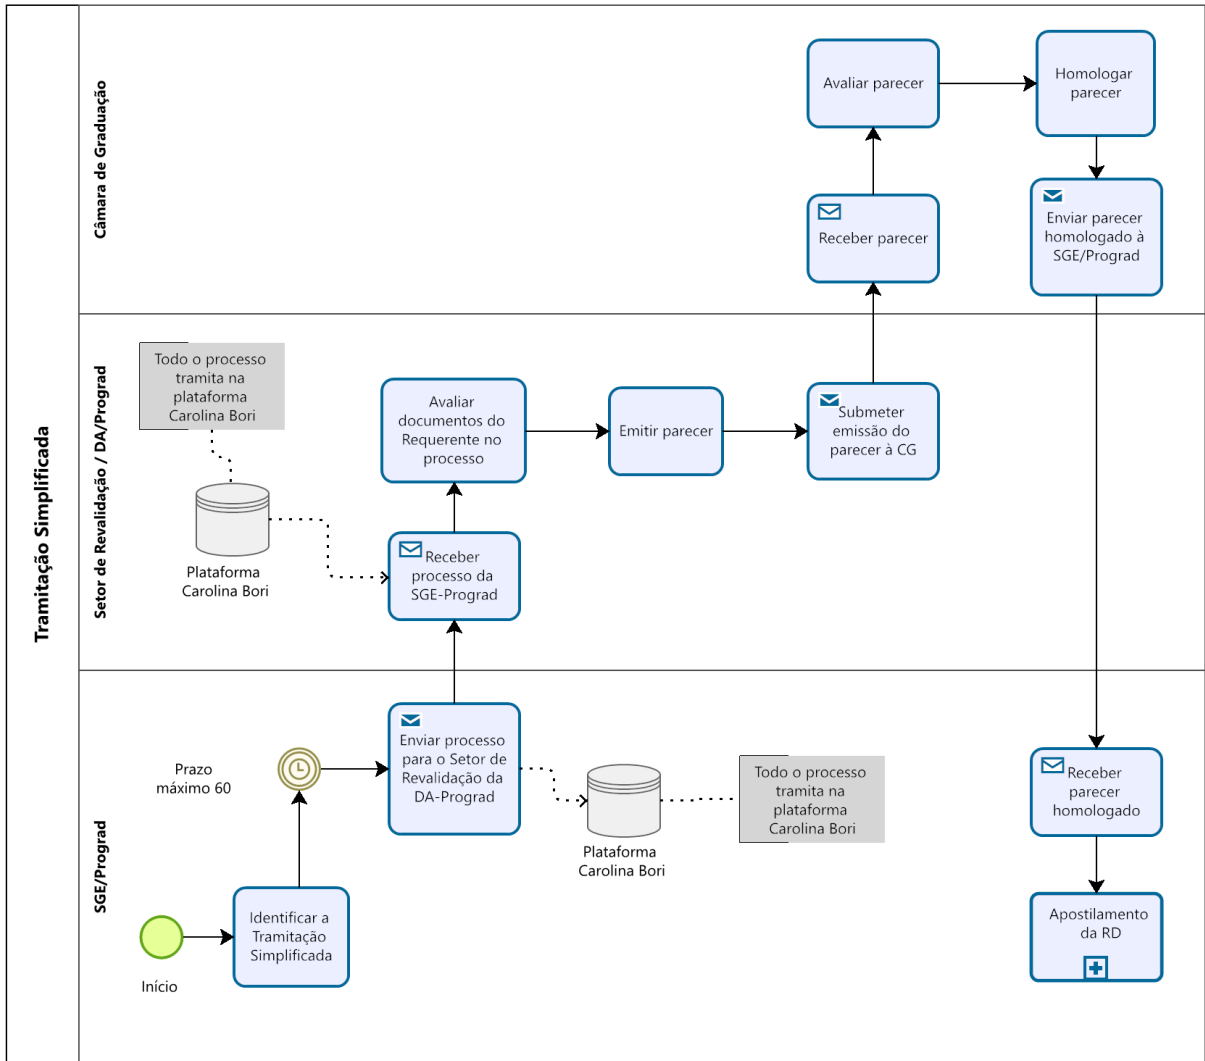 Tramitação Simplificada
Câmara de Graduação
Avaliar parecer
Homologar
parecer
Receber parecer
Enviar parecer
homologado à
SGE/Prograd
Setor de Revalidação / DA/Prograd
Todo o processo
tramita na
plataforma
Carolina Bori
Plataforma
Carolina Bori
Avaliar
documentos do
Requerente no
processo
Emitir parecer
Submeter
emissão do
parecer à CG
Receber
processo da
SGE-Prograd
SGE/Prograd
Prazo
máximo 60
Enviar processo
para o Setor de
Revalidação da
DA-Prograd
Plataforma
Carolina Bori
Todo o processo
tramita na
plataforma
Carolina Bori
Receber
parecer
homologado
Início
Identificar a
Tramitação
Simplificada
Apostilamento
da RD